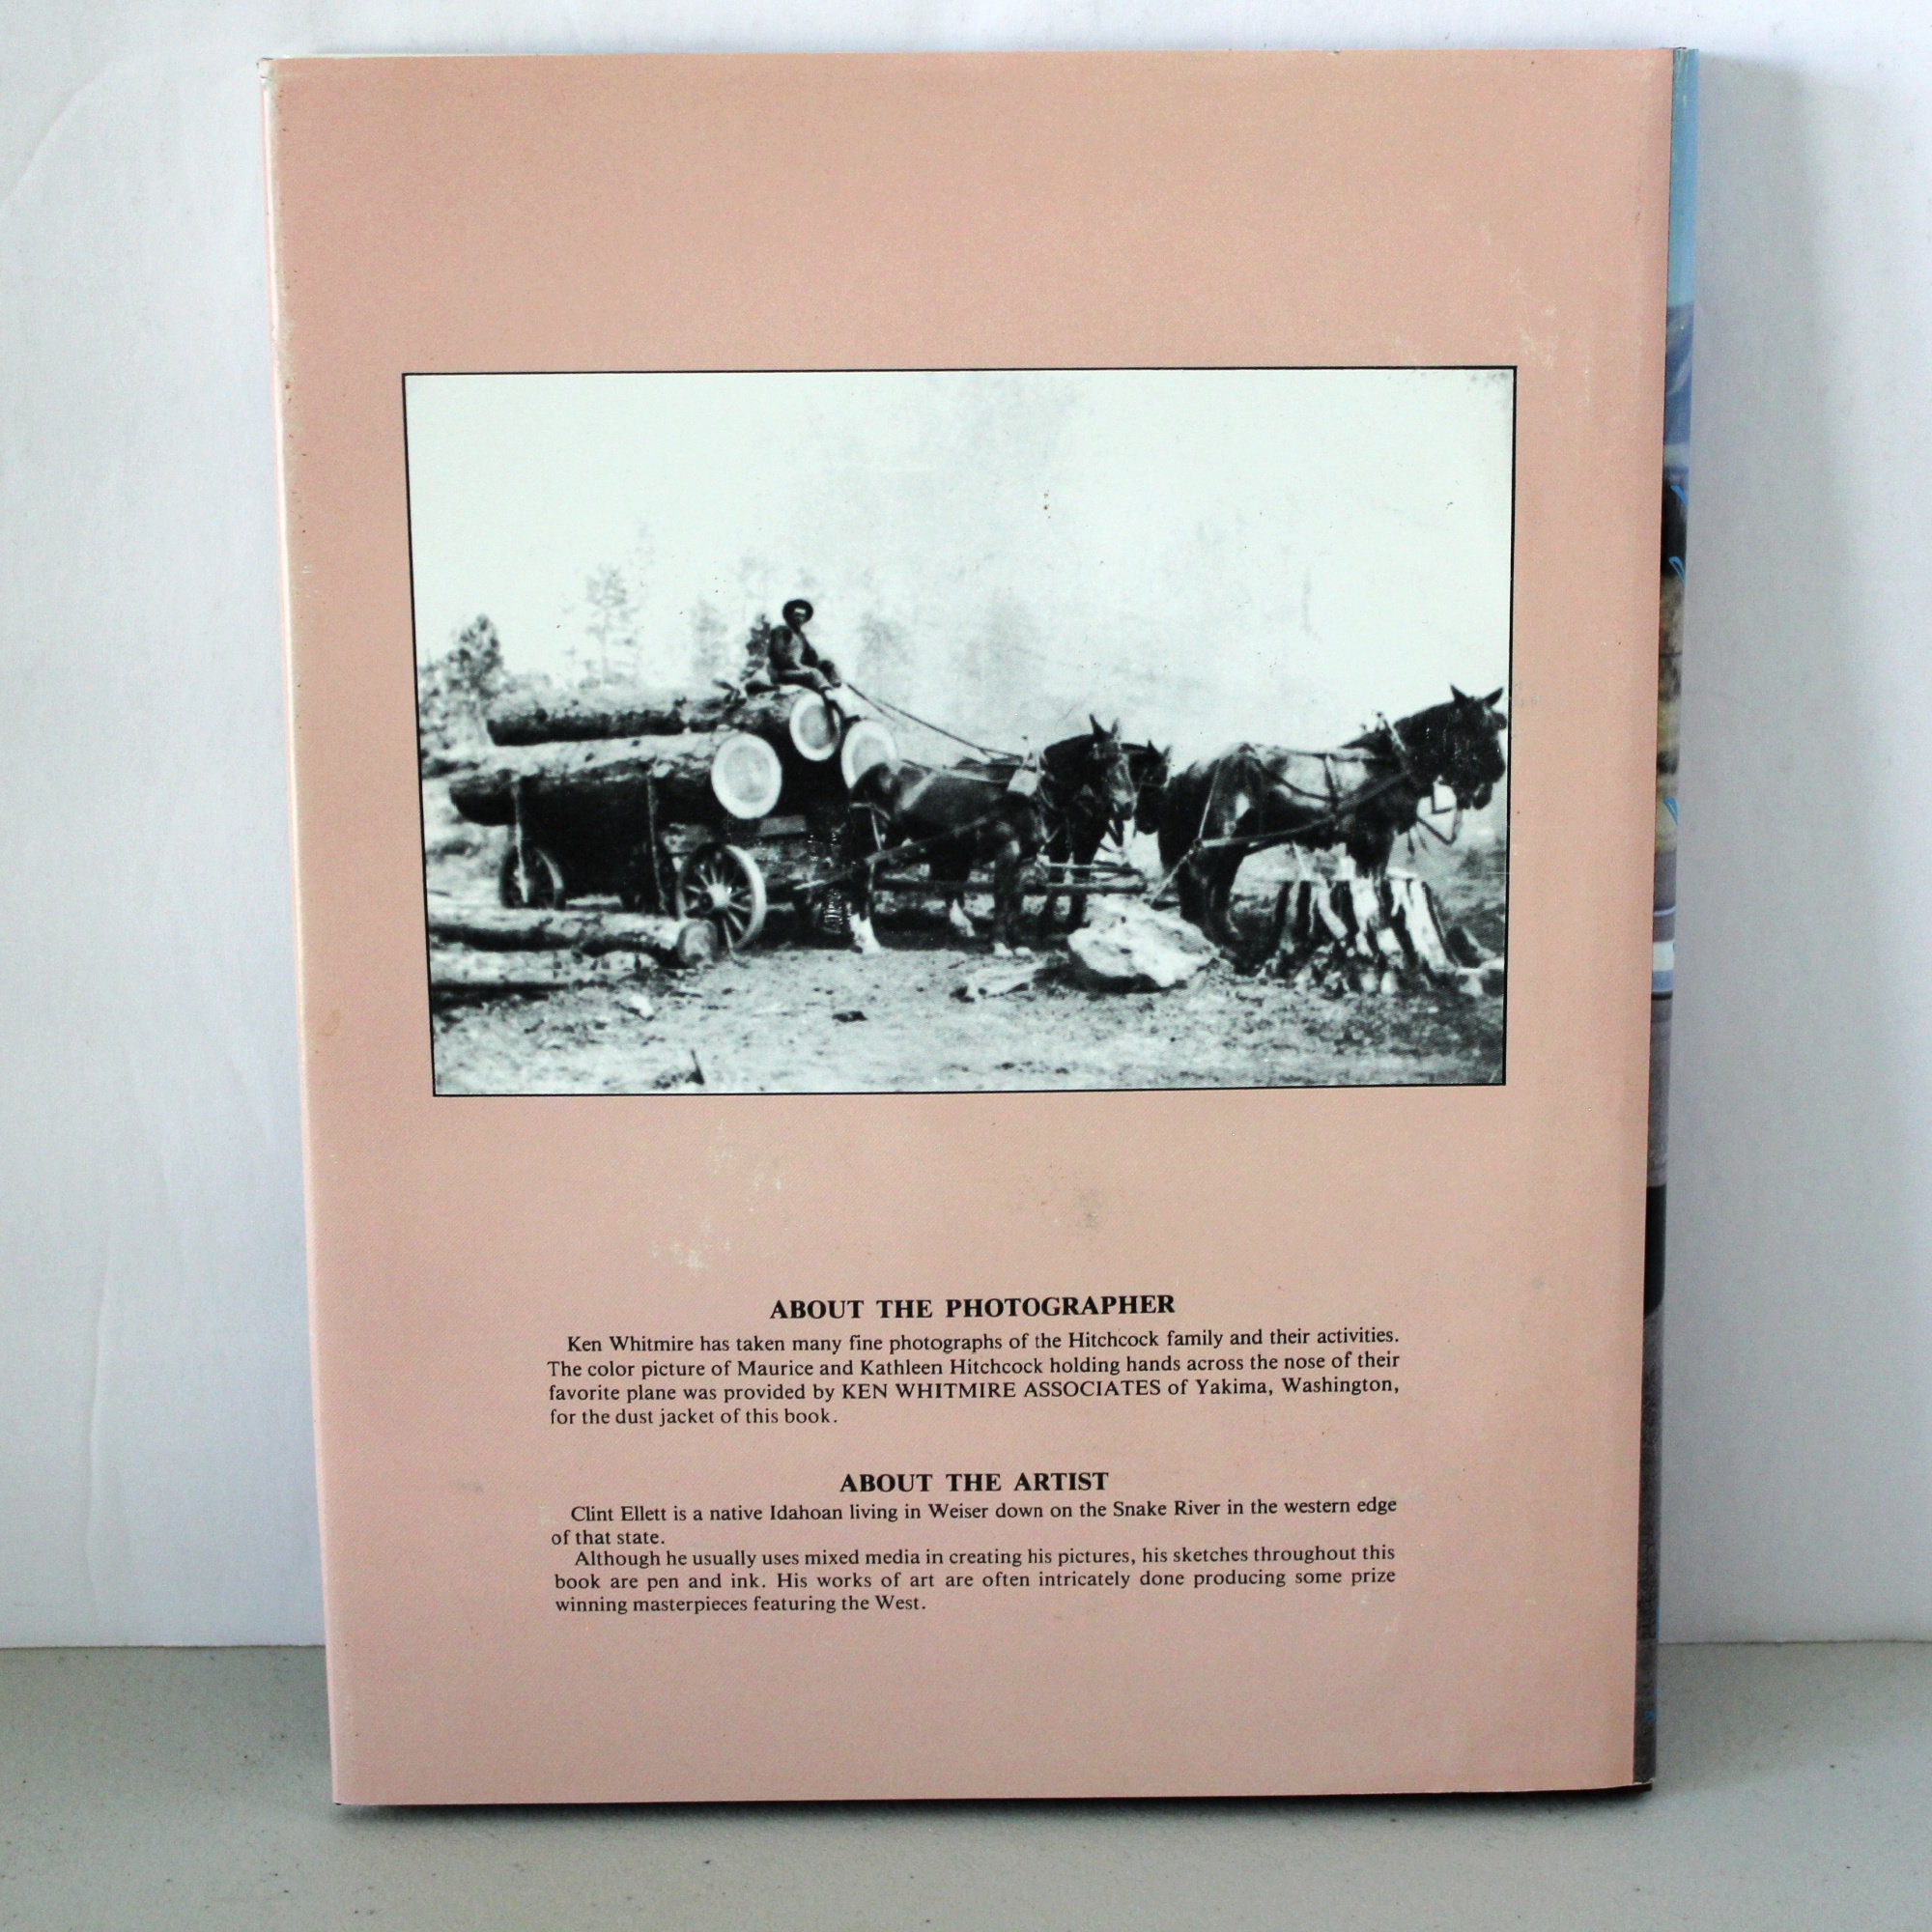 ABOUT THE PHOTOGRAPHER
Ken Whitmire has taken many fine photographs of the Hitchcock family and their activities.
The color picture of Maurice and Kathleen Hitchcock holding hands across the nose of their
favorite plane was provided by KEN WHITMIRE ASSOCIATES of Yakima, Washington,
for the dust jacket of this book.
ABOUT THE ARTIST
Clint Ellett is a native Idahoan living in Weiser down on the Snake River in the western edge
of that state.
Although he usually uses mixed media in creating his pictures, his sketches throughout this
book are pen and ink. His works of art are often intricately done producing some prize
winning masterpieces featuring the West.